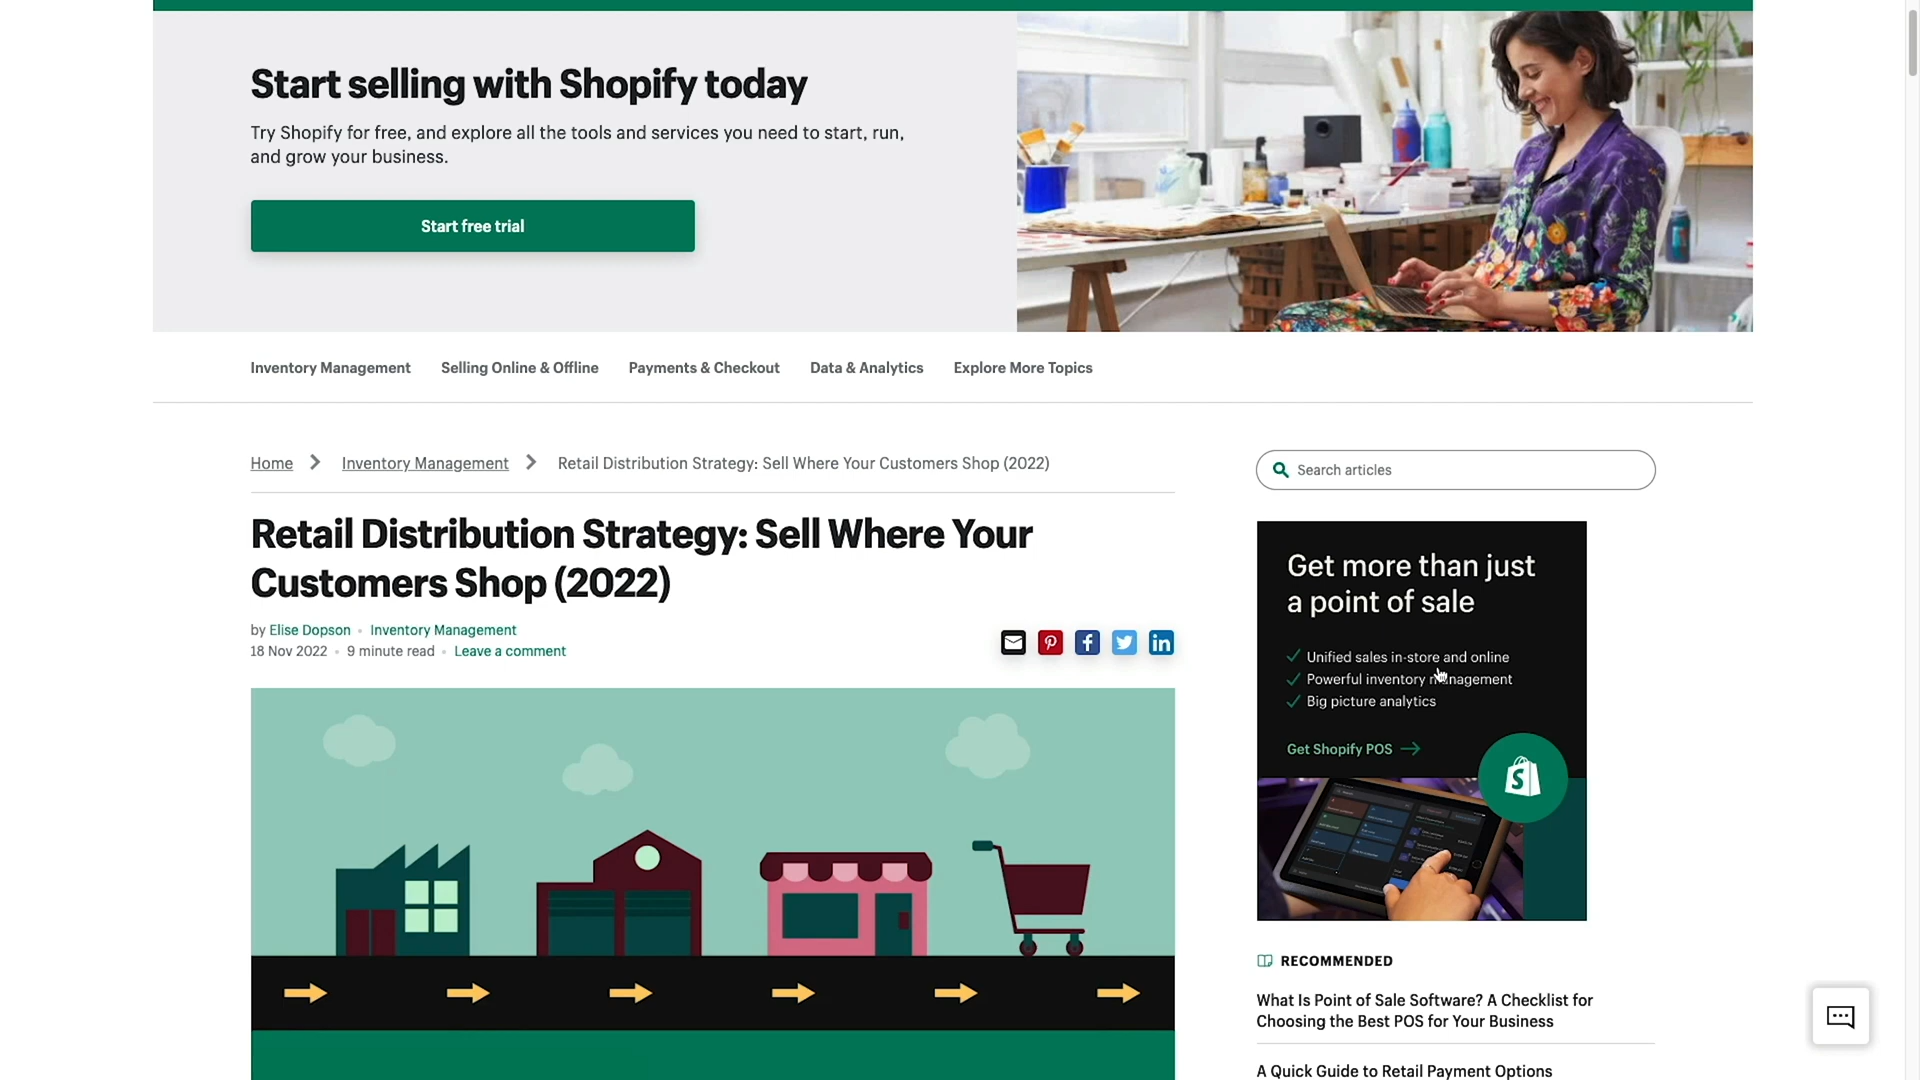 Start selling with Shopify today
Try Shopify for free, and explore all the tools and services you need to start, run,
and grow your business.
Start free trial
Inventory Management
Selling Online & Offline
Payments & Checkout
Data & Analytics
Explore More Topics
Home
Inventory Management
Retail Distribution Strategy: Sell Where Your Customers Shop (2022)
Search articles
Retail Distribution Strategy: Sell Where Your
Customers Shop (2022)
by Elise Dopson • Inventory Management
18 Nov 2022 • 9 minute read • Leave a comment
Get more than just
a point of sale
Unified sales in-store and online
Powerful inventory management
Big picture analytics
Get Shopify POS
RECOMMENDED
What Is Point of Sale Software? A Checklist for
Choosing the Best POS for Your Business
A Quick Guide to Retail Payment Options